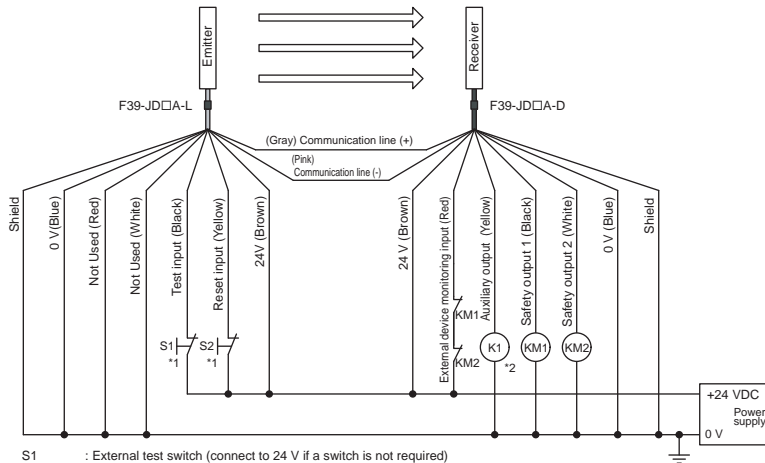 Emitter
Receiver
F39-JD□A-L
F39-JD□A-D
(Gray) Communication line (+)
(Pink)
Communication line (-)
Shield
0 V(Blue)
Not Used (Red)
Not Used (White)
Test input (Black)
Reset input (Yellow)
24V (Brown)
24 V (Brown)
External device monitoring input (Red)
Auxiliary output (Yellow)
Safety output 1 (Black)
Safety output 2 (White)
0 V (Blue)
Shield
KM1
S1
S2
*1
*1
KM2
K1
*2
KM1
KM2
+24 VDC
Power supply
0 V
S1 : External test switch (connect to 24 V if a switch is not required)